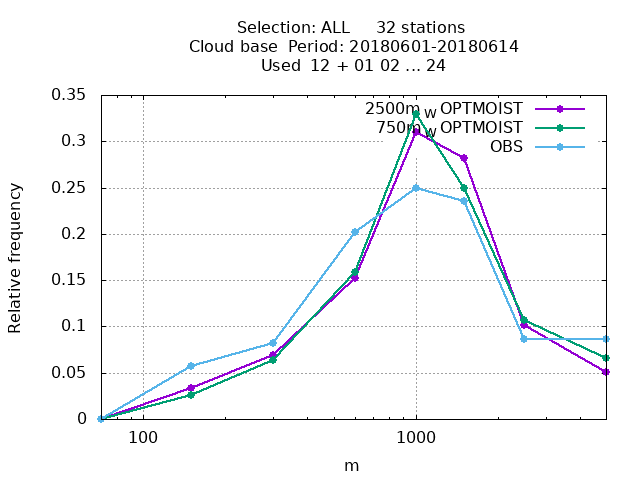 Selection: ALL 32 stations
Cloud base Period: 20180601-20180614
Used 12 + 01 02 ... 24
2500m w OPTMOIST
750m w OPTMOIST
OBS
0.35
0.3
0.25
0.2
0.15
0.1
0.05
0
Relative frequency
100 1000
m